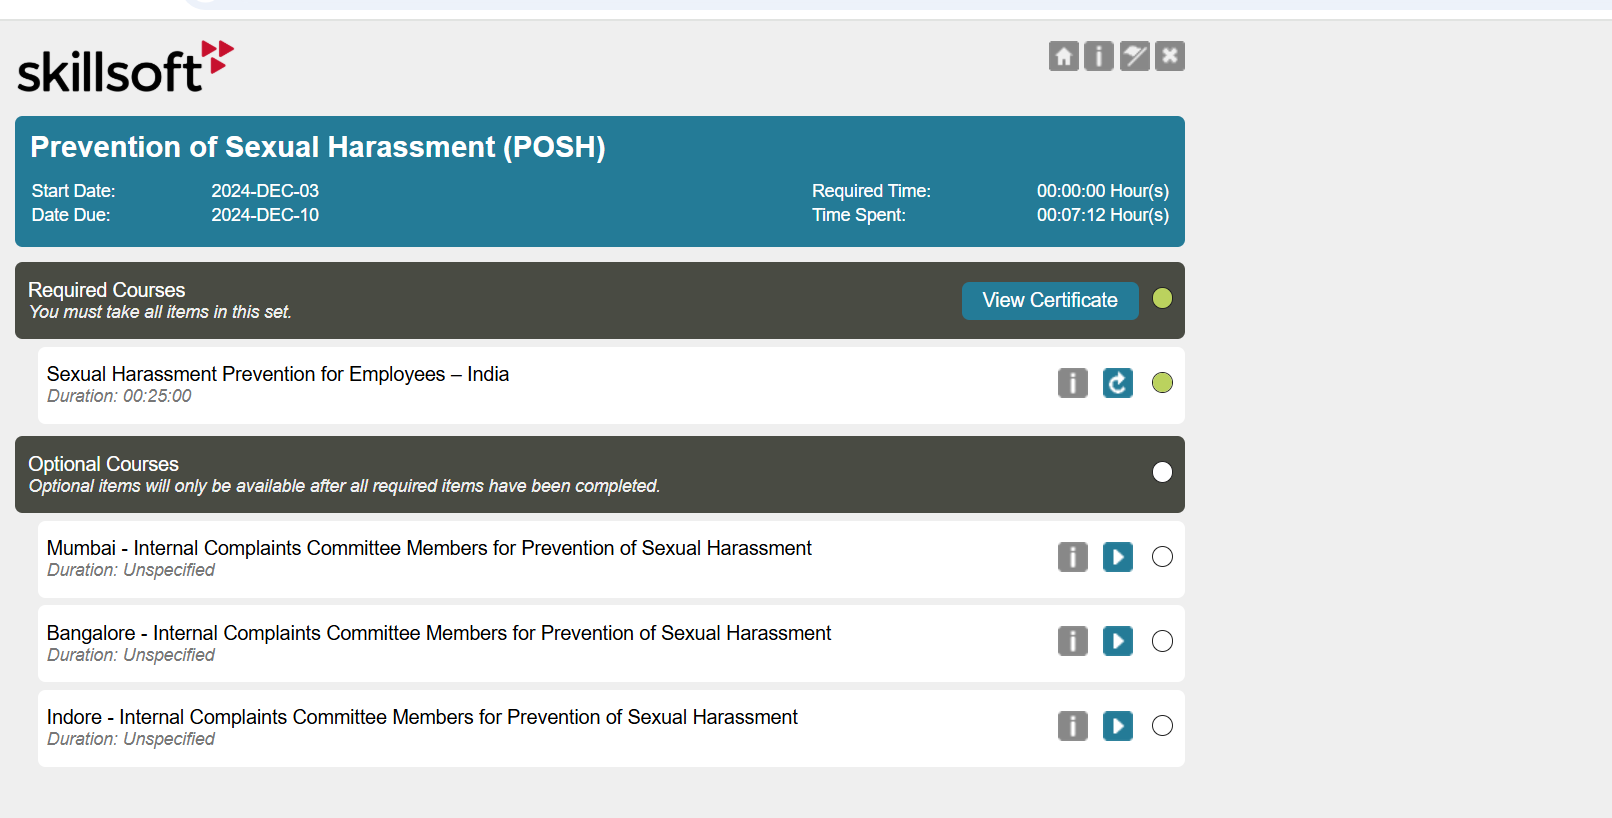 skillsoft
Prevention of Sexual Harassment (POSH)
Start Date: 2024-DEC-03 Required Time: 00:00:00 Hour(s)
Date Due: 2024-DEC-10 Time Spent: 00:07:12 Hour(s)
Required Courses
You must take all items in this set.
View Certificate
Sexual Harassment Prevention for Employees – India
Duration: 00:25:00
Optional Courses
Optional items will only be available after all required items have been completed.
Mumbai - Internal Complaints Committee Members for Prevention of Sexual Harassment
Duration: Unspecified
Bangalore - Internal Complaints Committee Members for Prevention of Sexual Harassment
Duration: Unspecified
Indore - Internal Complaints Committee Members for Prevention of Sexual Harassment
Duration: Unspecified